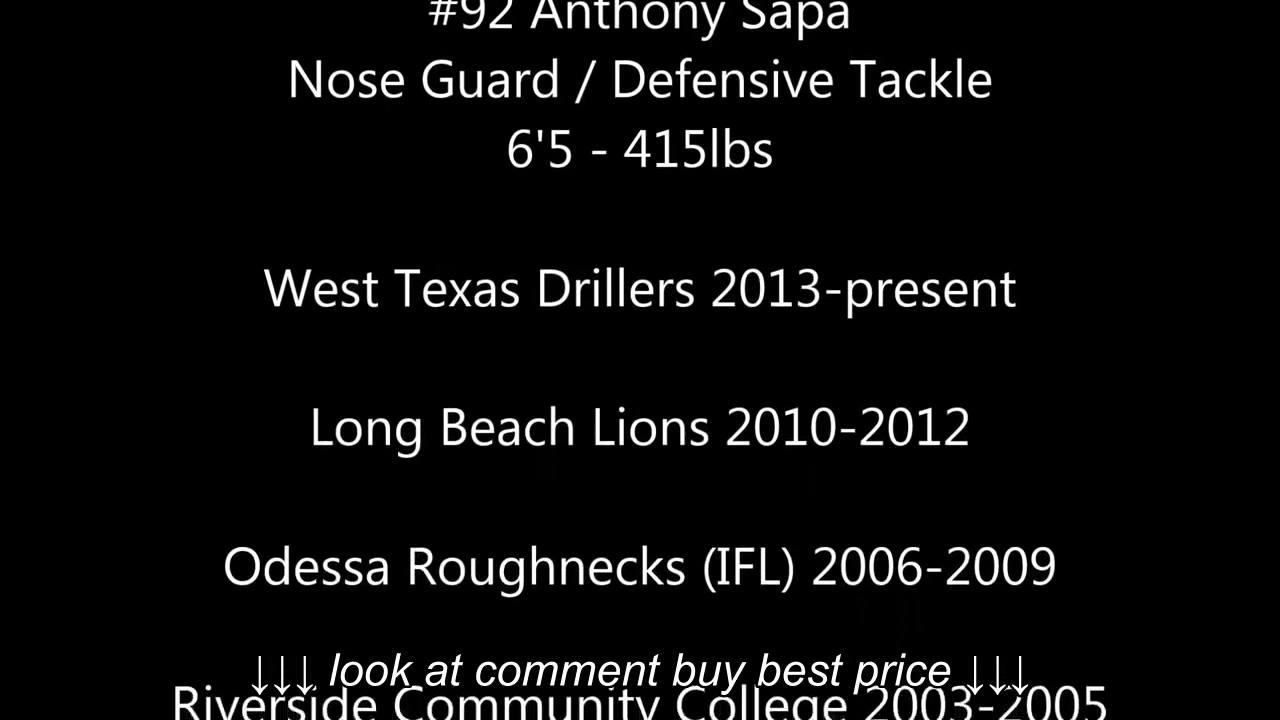 #92 Anthony Sapa
Nose Guard / Defensive Tackle
6'5 - 415lbs
West Texas Drillers 2013-present
Long Beach Lions 2010-2012
Odessa Roughnecks (IFL) 2006-2009
↓↓↓ look at comment buy best price ↓↓↓
Riverside Community College 2003-2005